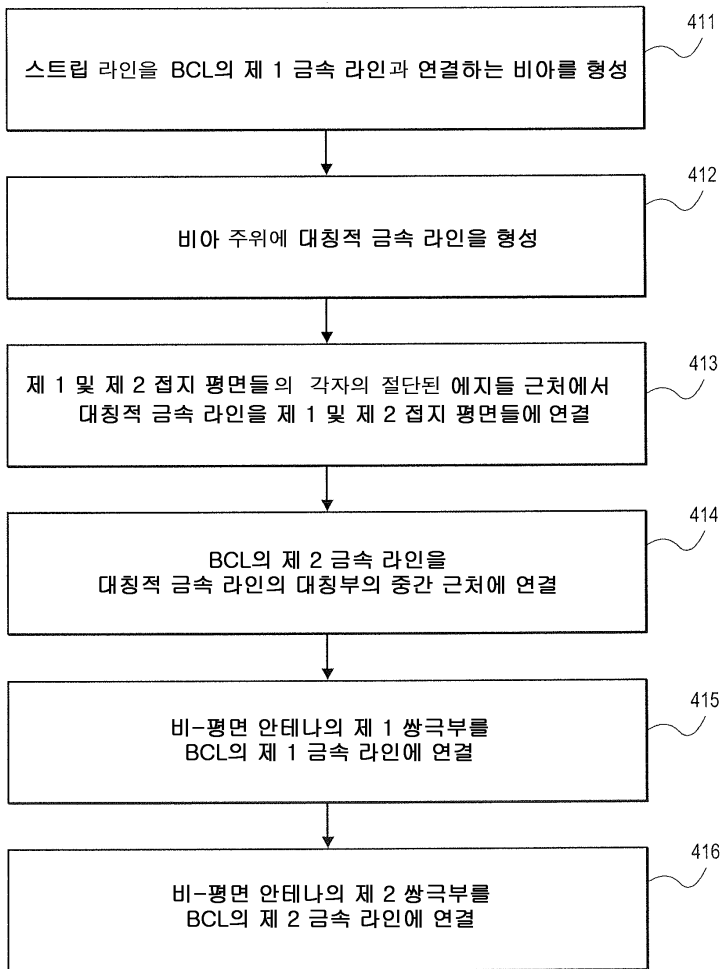 411
스트립 라인을 BCL의 제 1 금속 라인과 연결하는 비아를 형성
412
비아 주위에 대칭적 금속 라인을 형성
413
제 1 및 제 2 접지 평면들의 각자의 절단된 에지들 근처에서
대칭적 금속 라인을 제 1 및 제 2 접지 평면들에 연결
414
BCL의 제 2 금속 라인을
대칭적 금속 라인의 대칭부의 중간 근처에 연결
415
비-평면 안테나의 제 1 쌍극부를
BCL의 제 1 금속 라인에 연결
416
비-평면 안테나의 제 2 쌍극부를
BCL의 제 2 금속 라인에 연결